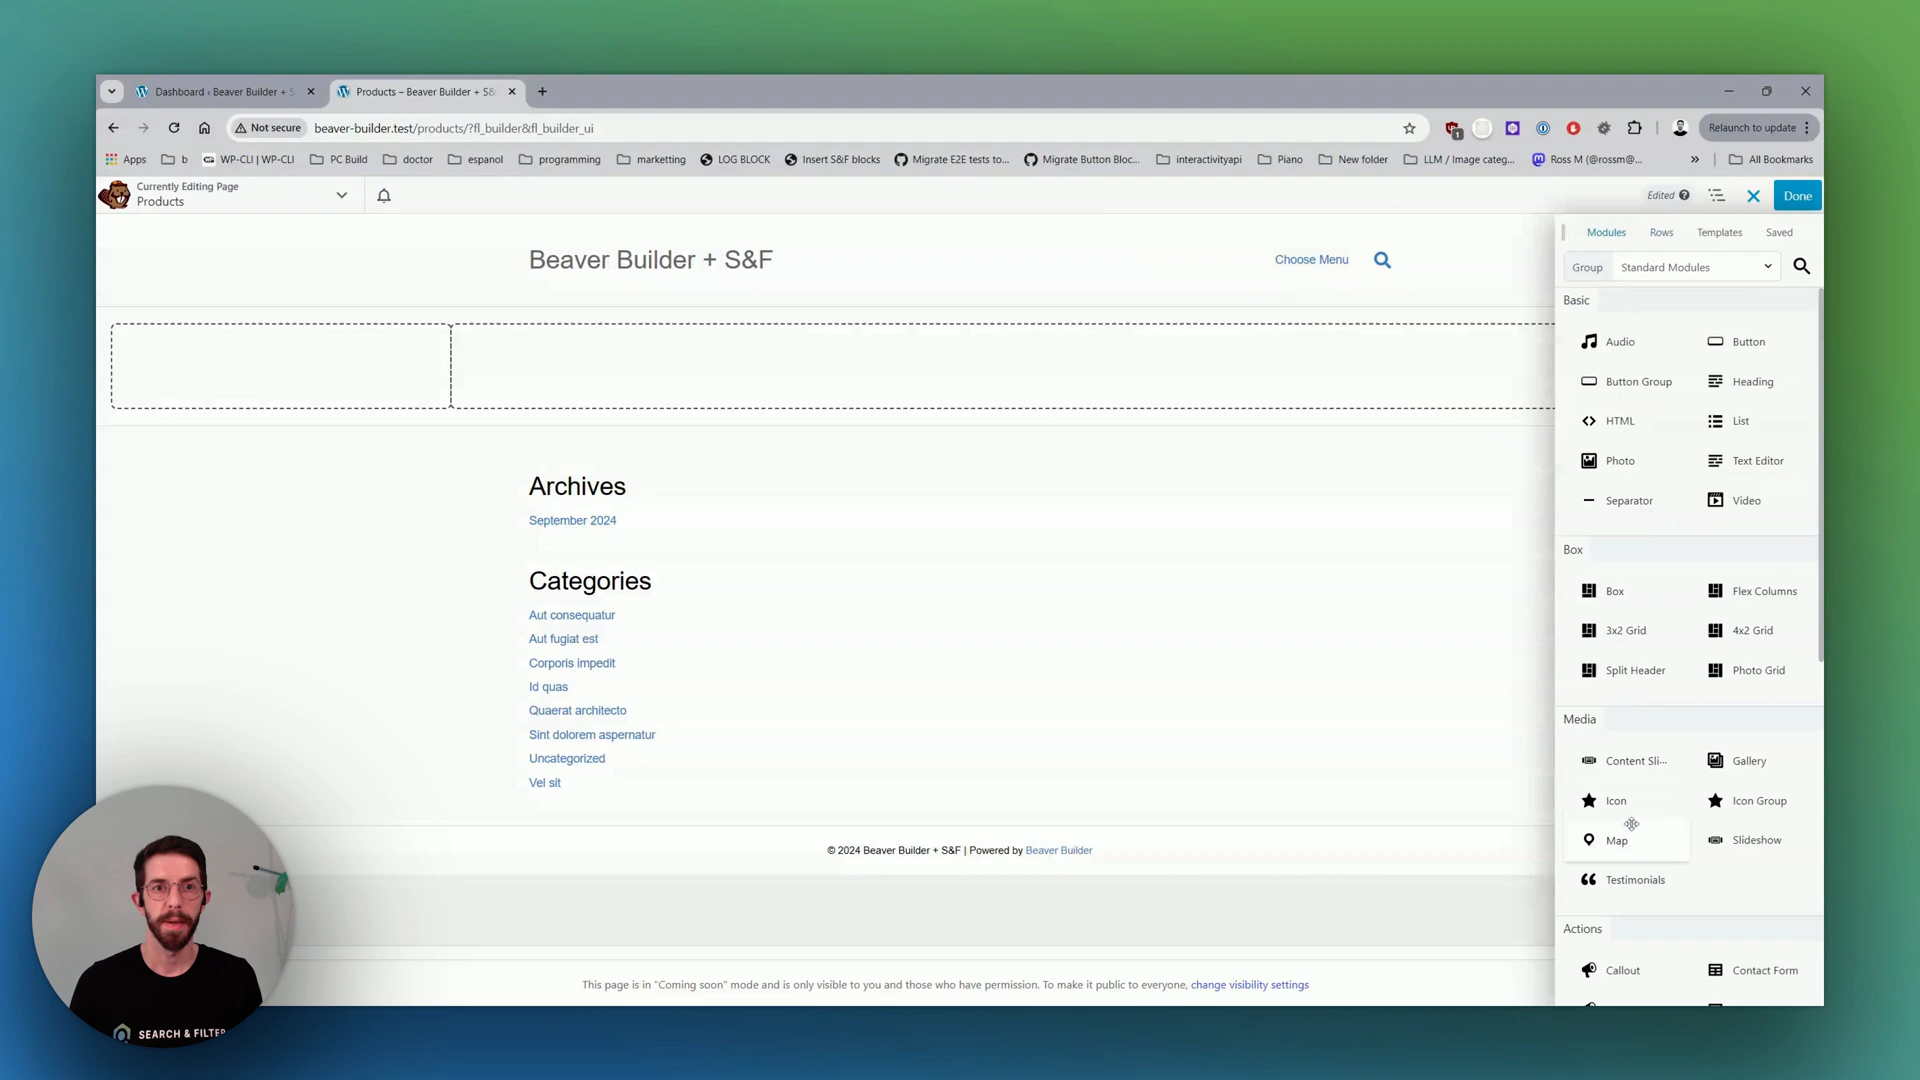 Dashboard ‹ Beaver Builder + S
Products – Beaver Builder + S&
Not secure
beaver-builder.test/products/?fl_builder&fl_builder_ui
1
Relaunch to update
Apps
b
WP-CLI | WP-CLI
PC Build
doctor
espanol
programming
marketting
LOG BLOCK
Insert S&F blocks
Migrate E2E tests to...
Migrate Button Bloc...
interactivityapi
Piano
New folder
LLM / Image categ...
Ross M (@rossm@...
»
All Bookmarks
Currently Editing Page
Products
Edited
Done
Beaver Builder + S&F
Choose Menu
Modules
Rows
Templates
Saved
Group
Standard Modules
Basic
Audio
Button
Button Group
Heading
HTML
List
Photo
Text Editor
Separator
Video
Box
Box
Flex Columns
3x2 Grid
4x2 Grid
Split Header
Photo Grid
Media
Content Sli...
Gallery
Icon
Icon Group
Map
Slideshow
Testimonials
Actions
Callout
Contact Form
Archives
September 2024
Categories
Aut consequatur
Aut fugiat est
Corporis impedit
Id quas
Quaerat architecto
Sint dolorem aspernatur
Uncategorized
Vel sit
© 2024 Beaver Builder + S&F | Powered by Beaver Builder
This page is in "Coming soon" mode and is only visible to you and those who have permission. To make it public to everyone, change visibility settings
SEARCH & FILTER